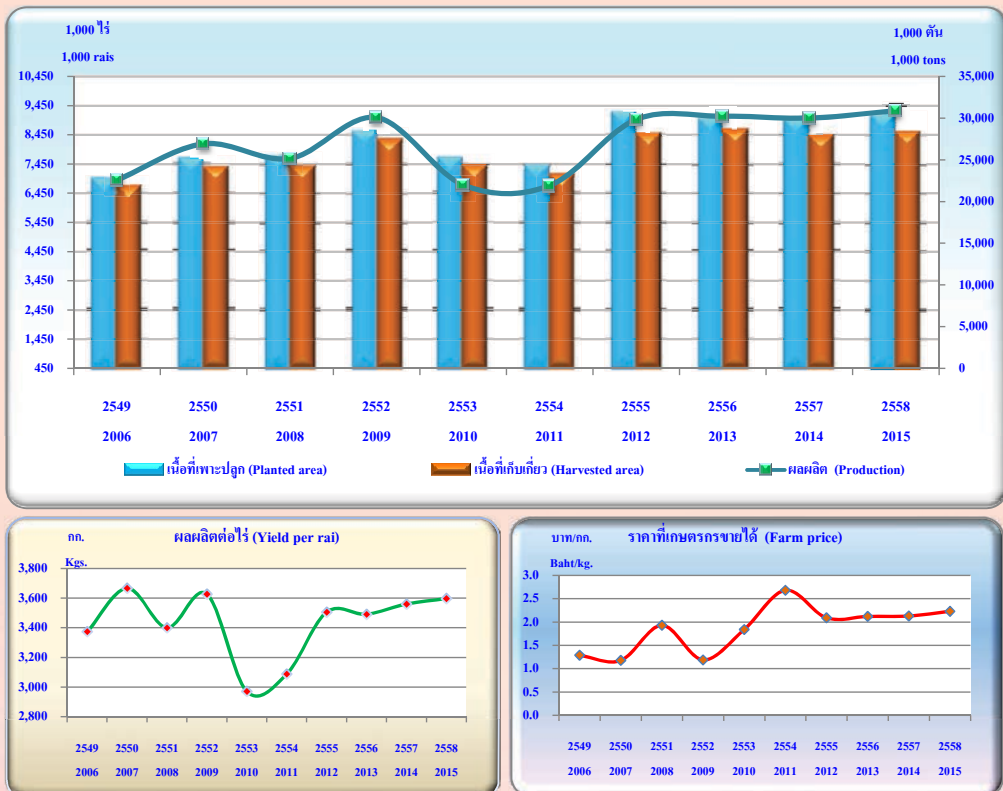 1,000 ไร่
1,000 rais
1,000 ตัน
1,000 tons
10,450
9,450
8,450
7,450
6,450
5,450
4,450
3,450
2,450
1,450
450
35,000
30,000
25,000
20,000
15,000
10,000
5,000
0
2549 2550 2551 2552 2553 2554 2555 2556 2557 2558
2006 2007 2008 2009 2010 2011 2012 2013 2014 2015
เนื้อที่เพาะปลูก (Planted area) เนื้อที่เก็บเกี่ยว (Harvested area) ผลผลิต (Production)
กก. ผลผลิตต่อไร่ (Yield per rai)
Kgs.
3,800
3,600
3,400
3,200
3,000
2,800
2549 2550 2551 2552 2553 2554 2555 2556 2557 2558
2006 2007 2008 2009 2010 2011 2012 2013 2014 2015
บาท/กก. ราคาที่เกษตรกรขายได้ (Farm price)
Baht/kg.
3.0
2.5
2.0
1.0
0.5
0.0
2549 2550 2551 2552 2553 2554 2555 2556 2557 2558
2006 2007 2008 2009 2010 2011 2012 2013 2014 2015